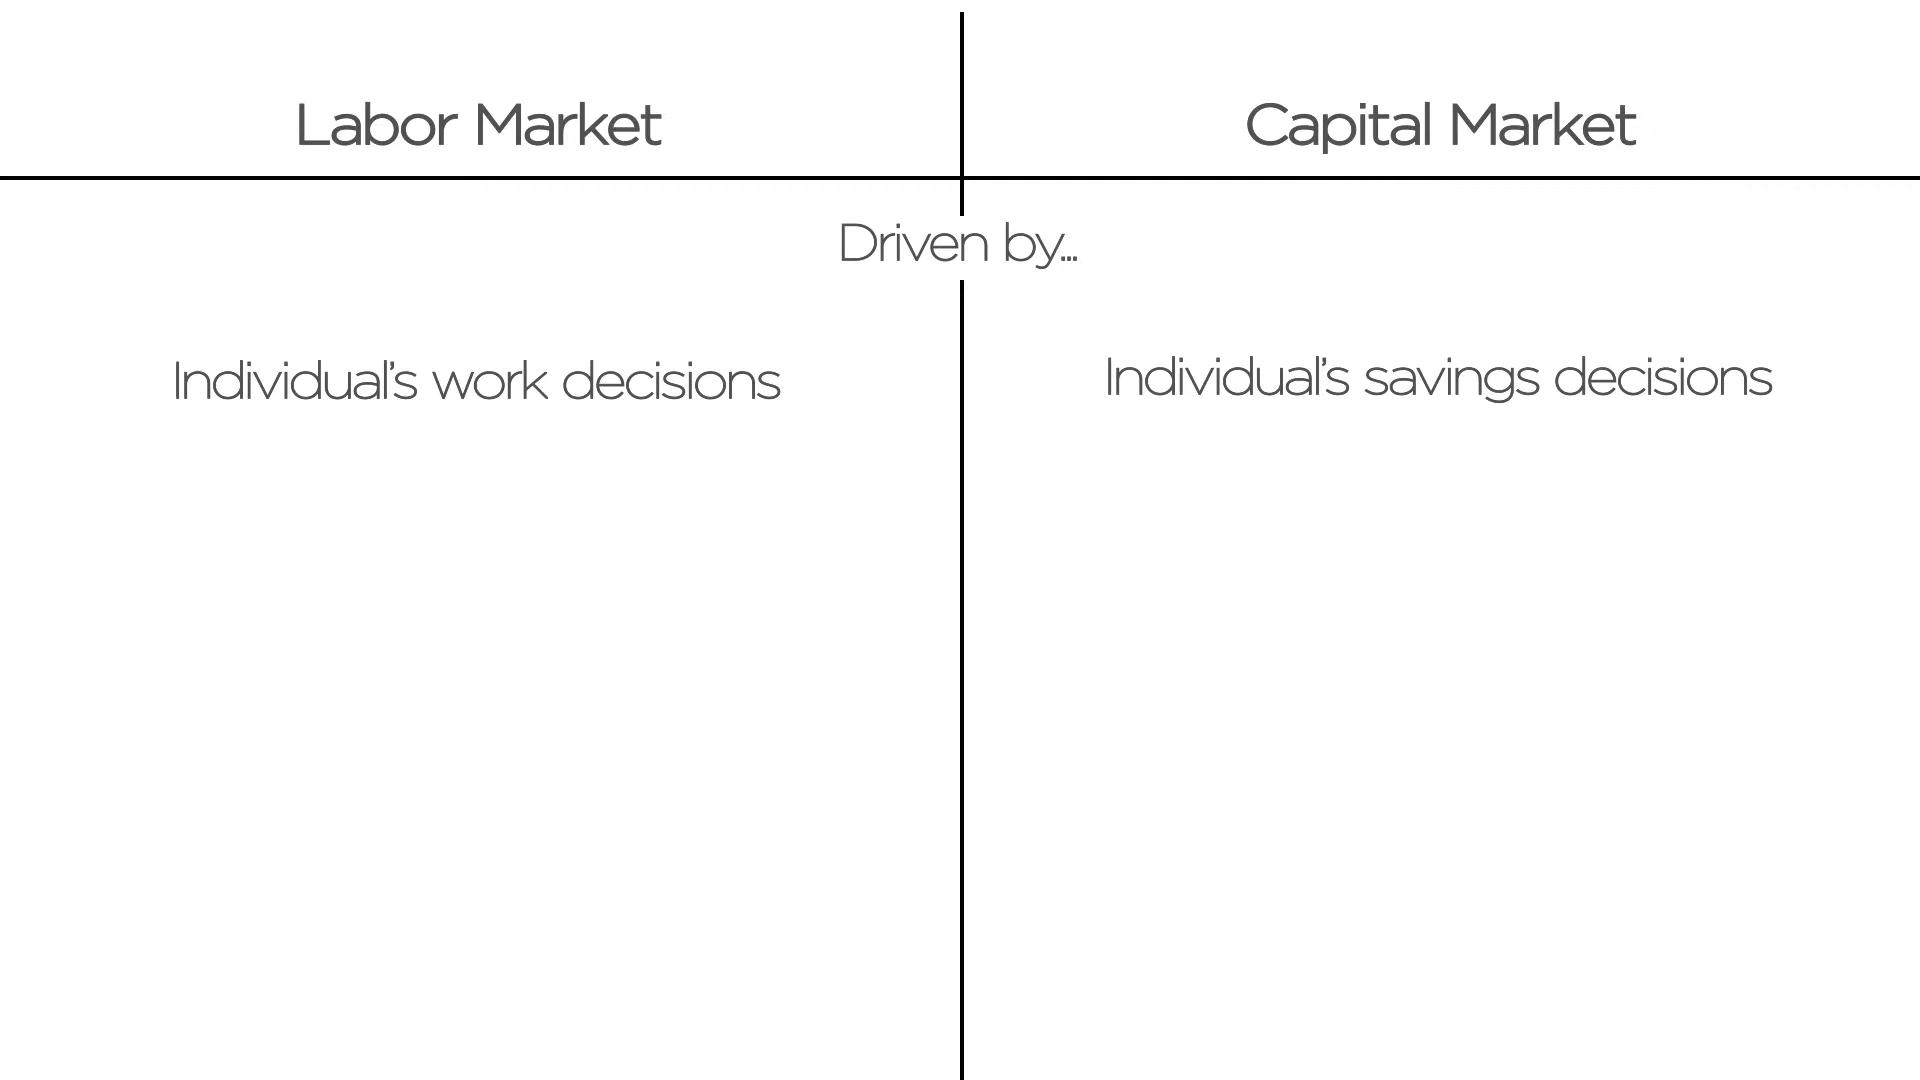 Labor Market
Capital Market
Driven by...
Individual's work decisions
Individual's savings decisions